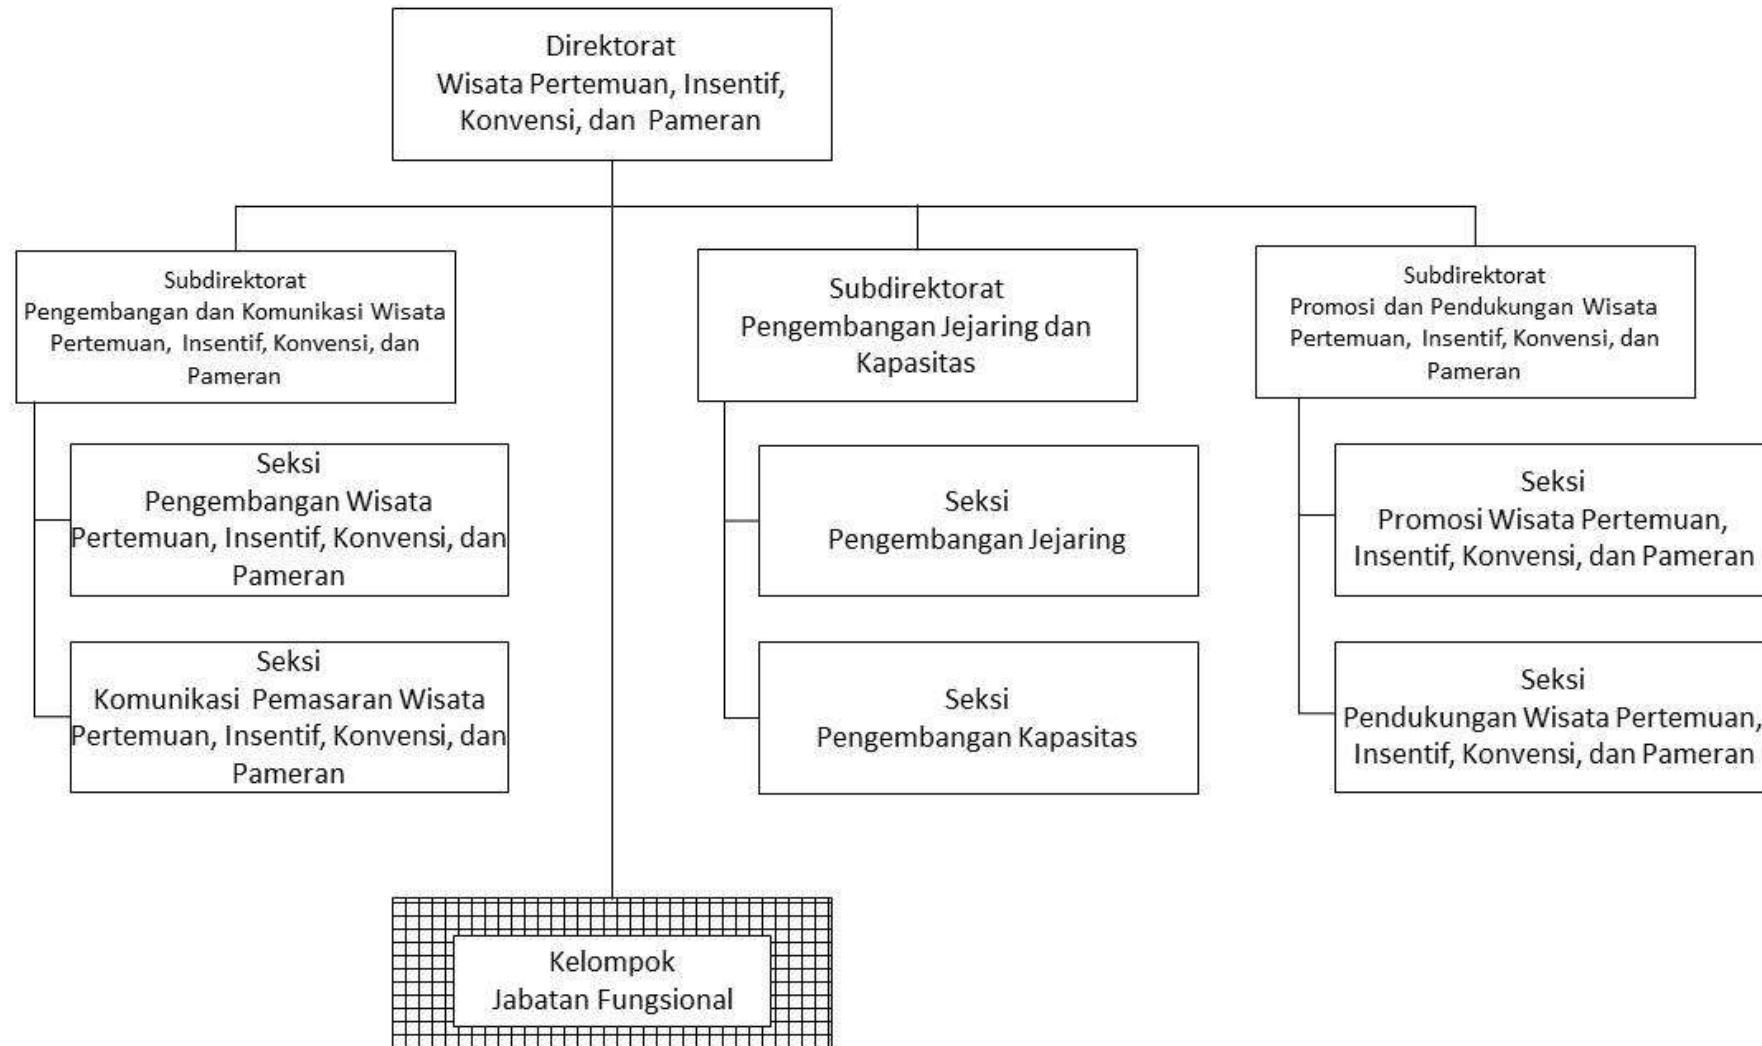 Direktorat
Wisata Pertemuan, Insentif,
Konvensi, dan Pameran
Subdirektorat
Pengembangan dan Komunikasi Wisata
Pertemuan, Insentif, Konvensi, dan
Pameran
Subdirektorat
Pengembangan Jejaring dan
Kapasitas
Subdirektorat
Promosi dan Pendukungan Wisata
Pertemuan, Insentif, Konvensi, dan
Pameran
Seksi
Pengembangan Wisata
Pertemuan, Insentif, Konvensi, dan
Pameran
Seksi
Pengembangan Jejaring
Seksi
Promosi Wisata Pertemuan,
Insentif, Konvensi, dan Pameran
Seksi
Komunikasi Pemasaran Wisata
Pertemuan, Insentif, Konvensi, dan
Pameran
Seksi
Pengembangan Kapasitas
Seksi
Pendukungan Wisata Pertemuan,
Insentif, Konvensi, dan Pameran
Kelompok
Jabatan Fungsional